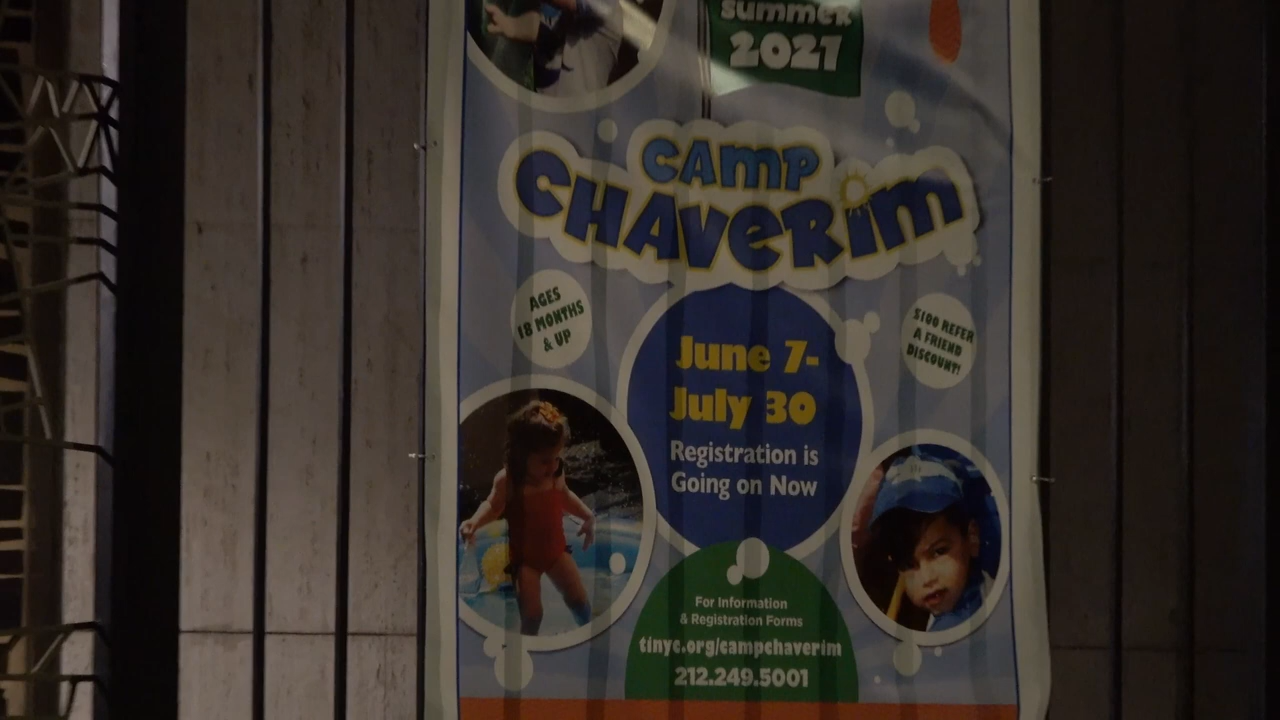 summer
2021
CAMP
CHAVERIM
AGES
18 MONTHS
& UP
$100 REFER
A FRIEND
DISCOUNT!
June 7-
July 30
Registration is
Going on Now
For Information
& Registration Forms
tinyc.org/campchaverim
212.249.5001